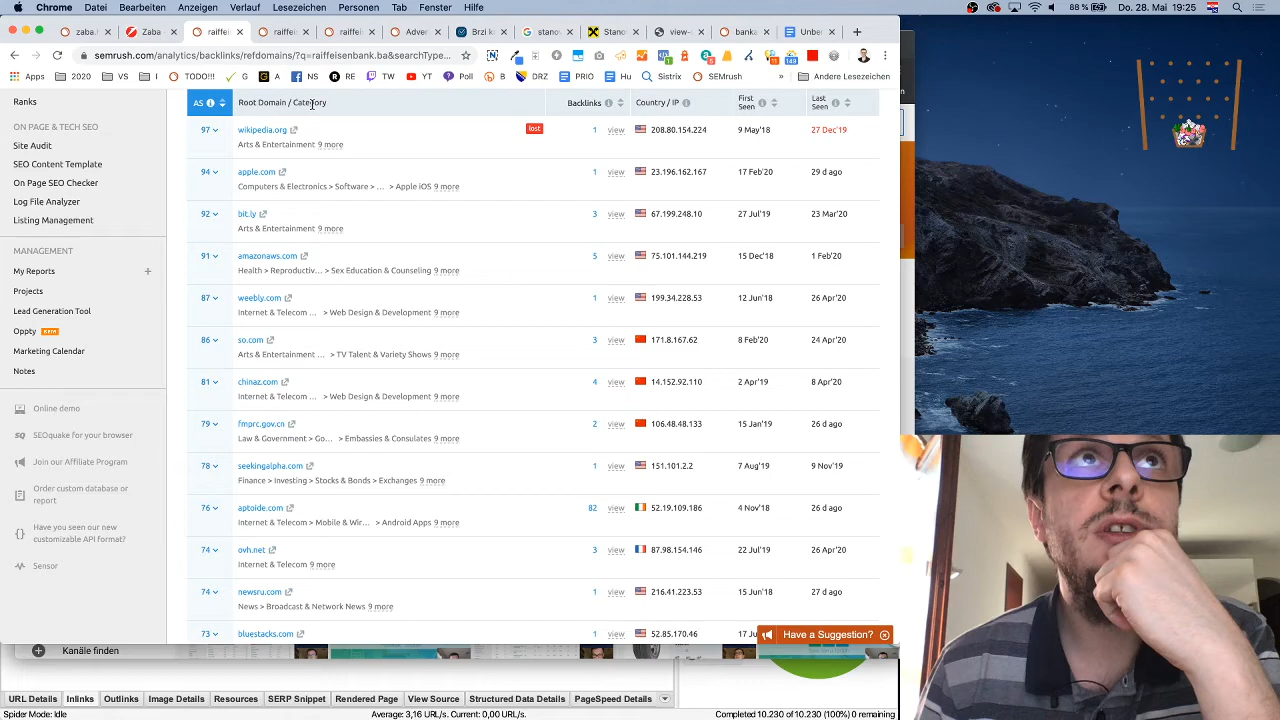 Chrome Datei Bearbeiten Anzeigen Verlauf Lesezeichen Personen Tab Fenster Hilfe
88 % Do. 28. Mai 19:25
zaba Zaba raiffei raiffei raiffei Adver Brzi k stano Stano view- banka Unber
semrush.com/analytics/backlinks/refdomains/?q=raiffeisenbank.ba&searchType...
Apps 2020 VS I TODO!!! G A NS R TW YT Poll B DRZ PRIO Hu Sistrix SEMrush » Andere Lesezeichen
Ranks
ON PAGE & TECH SEO
Site Audit
SEO Content Template
On Page SEO Checker
Log File Analyzer
Listing Management
MANAGEMENT
My Reports
Projects
Lead Generation Tool
Oppty BETA
Marketing Calendar
Notes
Online demo
SEOquake for your browser
Join our Affiliate Program
Order custom database or
report
Have you seen our new
customizable API format?
Sensor
AS Root Domain / Category Backlinks Country / IP First Seen Last Seen
97 wikipedia.org lost 1 view 208.80.154.224 9 May'18 27 Dec'19
Arts & Entertainment 9 more
94 apple.com 1 view 23.196.162.167 17 Feb'20 29 d ago
Computers & Electronics > Software > ... > Apple iOS 9 more
92 bit.ly 3 view 67.199.248.10 27 Jul'19 23 Mar'20
Arts & Entertainment 9 more
91 amazonaws.com 5 view 75.101.144.219 15 Dec'18 1 Feb'20
Health > Reproductiv... > Sex Education & Counseling 9 more
87 weebly.com 1 view 199.34.228.53 12 Jun'18 26 Apr'20
Internet & Telecom ... > Web Design & Development 9 more
86 so.com 3 view 171.8.167.62 8 Feb'20 24 Apr'20
Arts & Entertainment ... > TV Talent & Variety Shows 9 more
81 chinaz.com 4 view 14.152.92.110 2 Apr'19 8 Apr'20
Internet & Telecom ... > Web Design & Development 9 more
79 fmprc.gov.cn 2 view 106.48.48.133 15 Jan'19 26 d ago
Law & Government > Go... > Embassies & Consulates 9 more
78 seekingalpha.com 1 view 151.101.2.2 7 Aug'19 9 Nov'19
Finance > Investing > Stocks & Bonds > Exchanges 9 more
76 aptoide.com 82 view 52.19.109.186 4 Nov'18 26 d ago
Internet & Telecom > Mobile & Wir... > Android Apps 9 more
74 ovh.net 3 view 87.98.154.146 22 Jul'19 26 Apr'20
Internet & Telecom 9 more
74 newsru.com 1 view 216.41.223.53 15 Jun'18 27 d ago
News > Broadcast & Network News 9 more
73 bluestacks.com 1 view 52.85.170.46 17 Ju
Have a Suggestion?
Kanäle finden
URL Details Inlinks Outlinks Image Details Resources SERP Snippet Rendered Page View Source Structured Data Details PageSpeed Details
Spider Mode: Idle Average: 3,16 URL/s. Current: 0,00 URL/s. Completed 10.230 of 10.230 (100%) 0 remaining